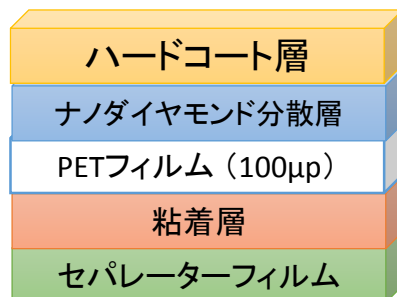 ハードコート層
ナノダイヤモンド分散層
PETフィルム（100μp）
粘着層
セパレーターフィルム